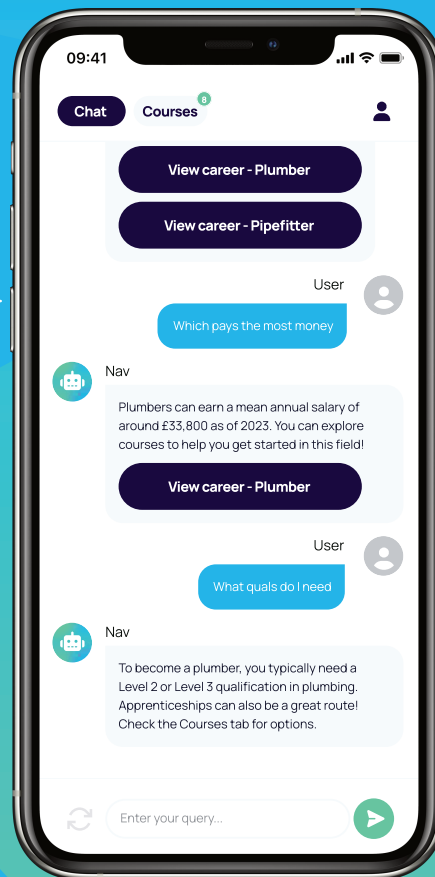 09:41
Chat
Courses
8
View career - Plumber
View career - Pipefitter
User
Which pays the most money
Nav
Plumbers can earn a mean annual salary of
around £33,800 as of 2023. You can explore
courses to help you get started in this field!
View career - Plumber
User
What quals do I need
Nav
To become a plumber, you typically need a
Level 2 or Level 3 qualification in plumbing.
Apprenticeships can also be a great route!
Check the Courses tab for options.
Enter your query...